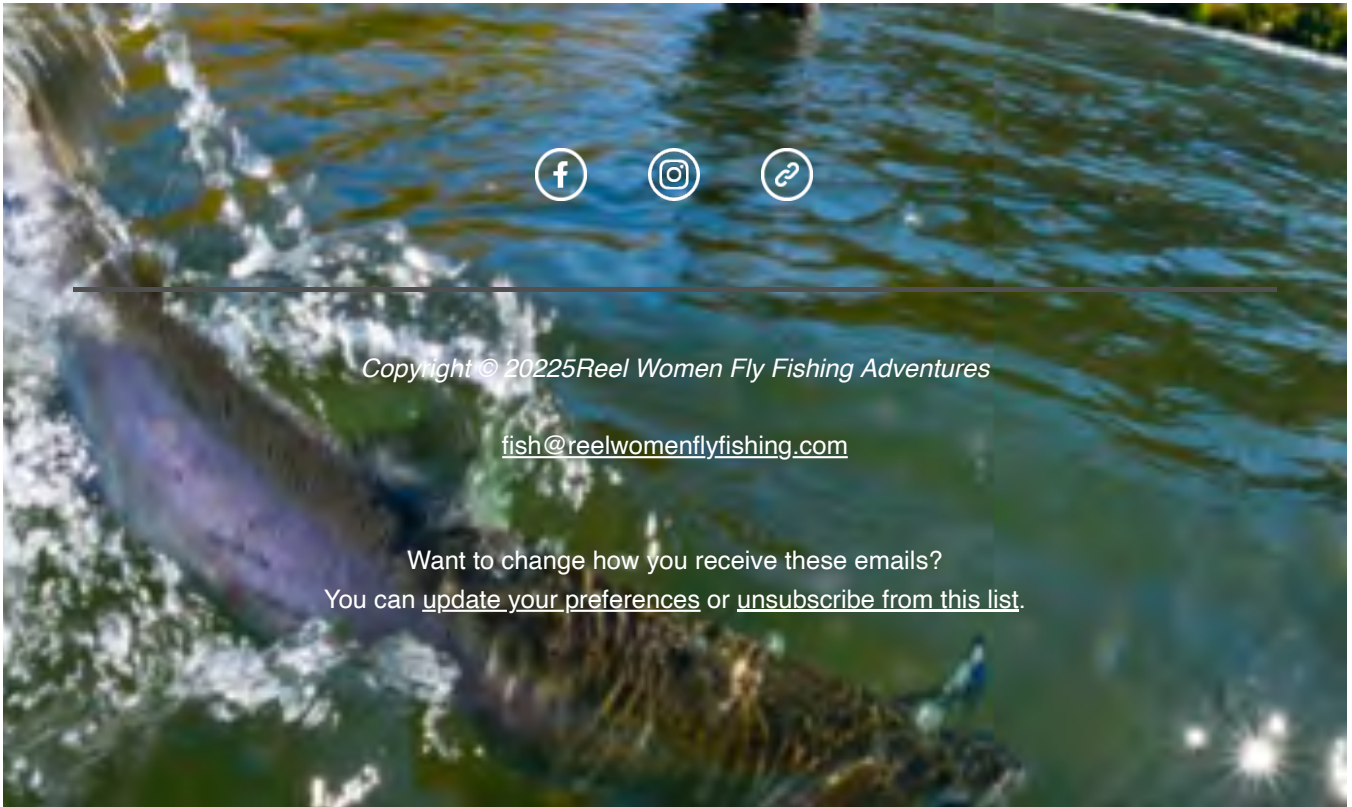 Copyright © 20225Reel Women Fly Fishing Adventures
fish@reelwomenflyfishing.com
Want to change how you receive these emails?
You can update your preferences or unsubscribe from this list.